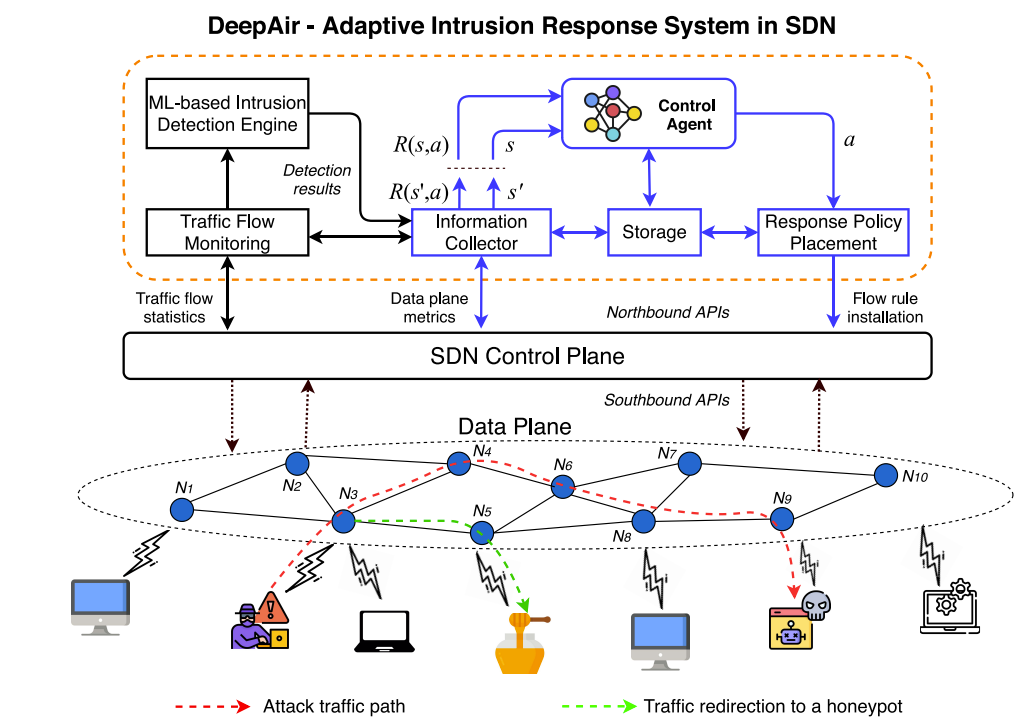 DeepAir - Adaptive Intrusion Response System in SDN
ML-based Intrusion
Detection Engine
Control
Agent
R(s,a)
s
a
Detection
results
R(s',a)
s'
Traffic Flow
Monitoring
Information
Collector
Storage
Response Policy
Placement
Traffic flow
statistics
Data plane
metrics
Northbound APIs
Flow rule
installation
SDN Control Plane
Southbound APIs
Data Plane
N1
N2
N3
N4
N5
N6
N7
N8
N9
N10
Attack traffic path
Traffic redirection to a honeypot